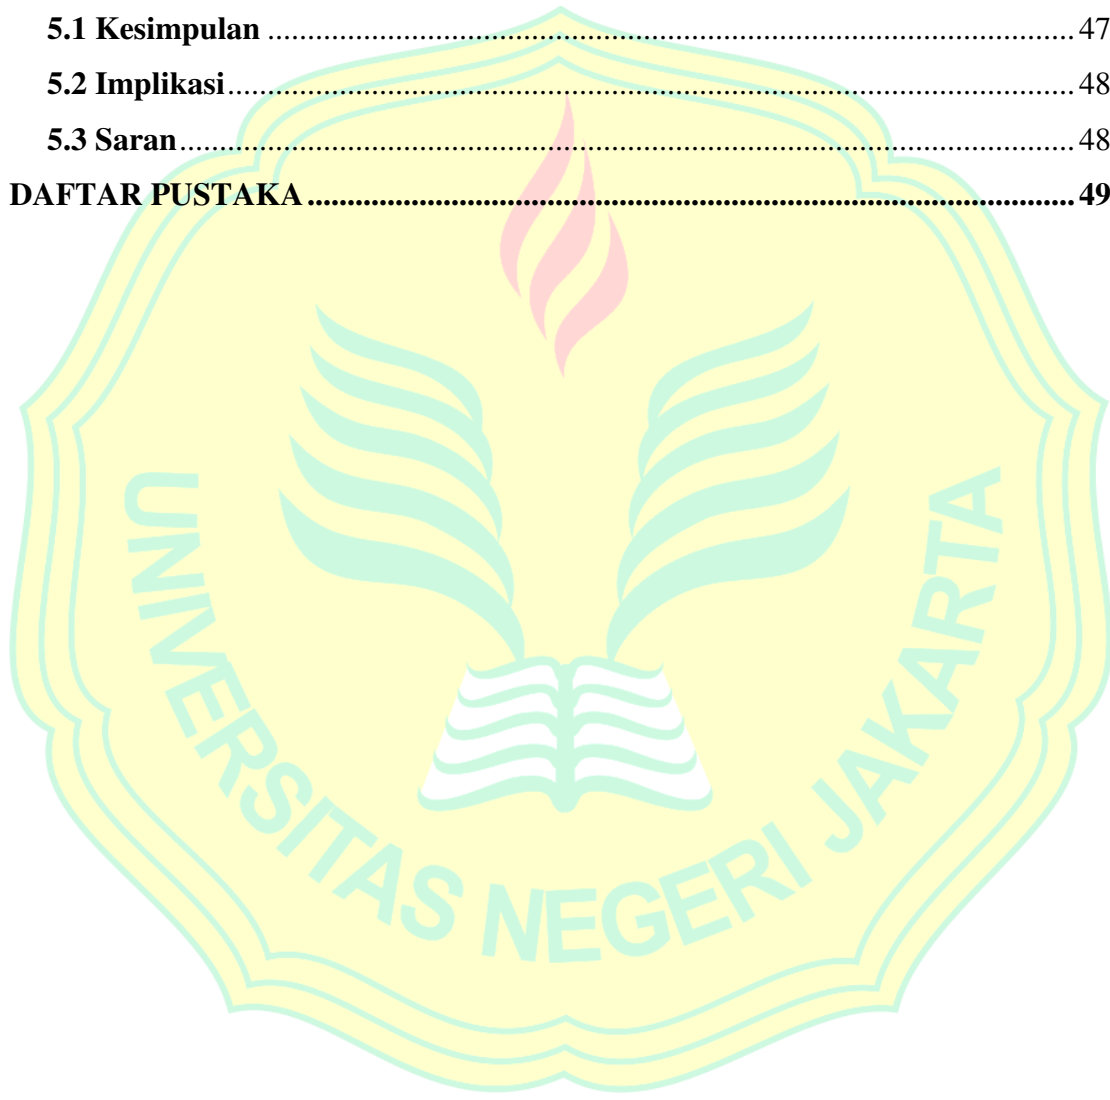 5.1 Kesimpulan ........................................................................................................ 47
5.2 Implikasi ............................................................................................................. 48
5.3 Saran ................................................................................................................... 48
DAFTAR PUSTAKA ....................................................................................................... 49
UNIVERSITAS NEGERI JAKARTA